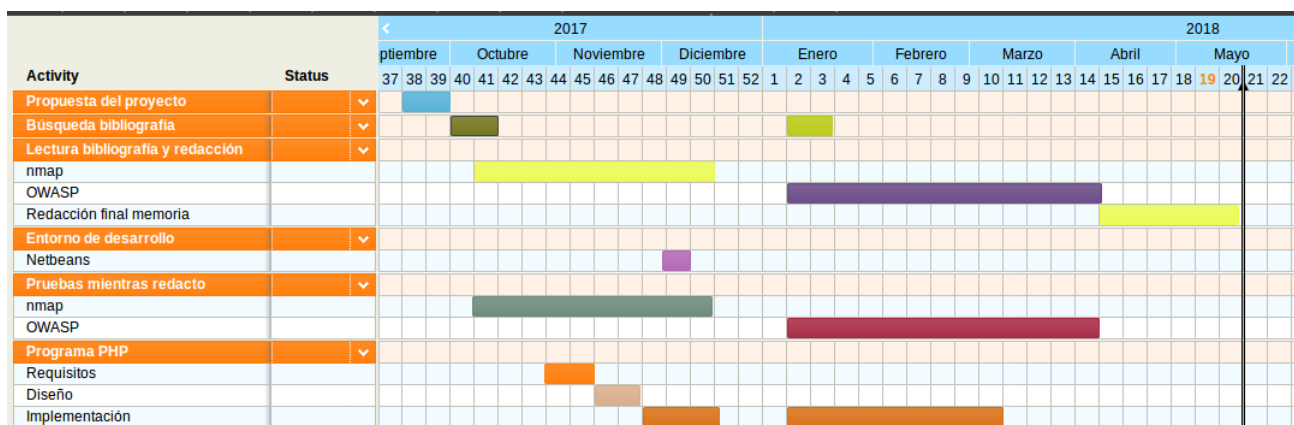 2017 2018
ptiembre Octubre Noviembre Diciembre Enero Febrero Marzo Abril Mayo
Activity Status 37 38 39 40 41 42 43 44 45 46 47 48 49 50 51 52 1 2 3 4 5 6 7 8 9 10 11 12 13 14 15 16 17 18 19 20 21 22
Propuesta del proyecto
Búsqueda bibliografía
Lectura bibliografía y redacción
nmap
OWASP
Redacción final memoria
Entorno de desarrollo
Netbeans
Pruebas mientras redacto
nmap
OWASP
Programa PHP
Requisitos
Diseño
Implementación